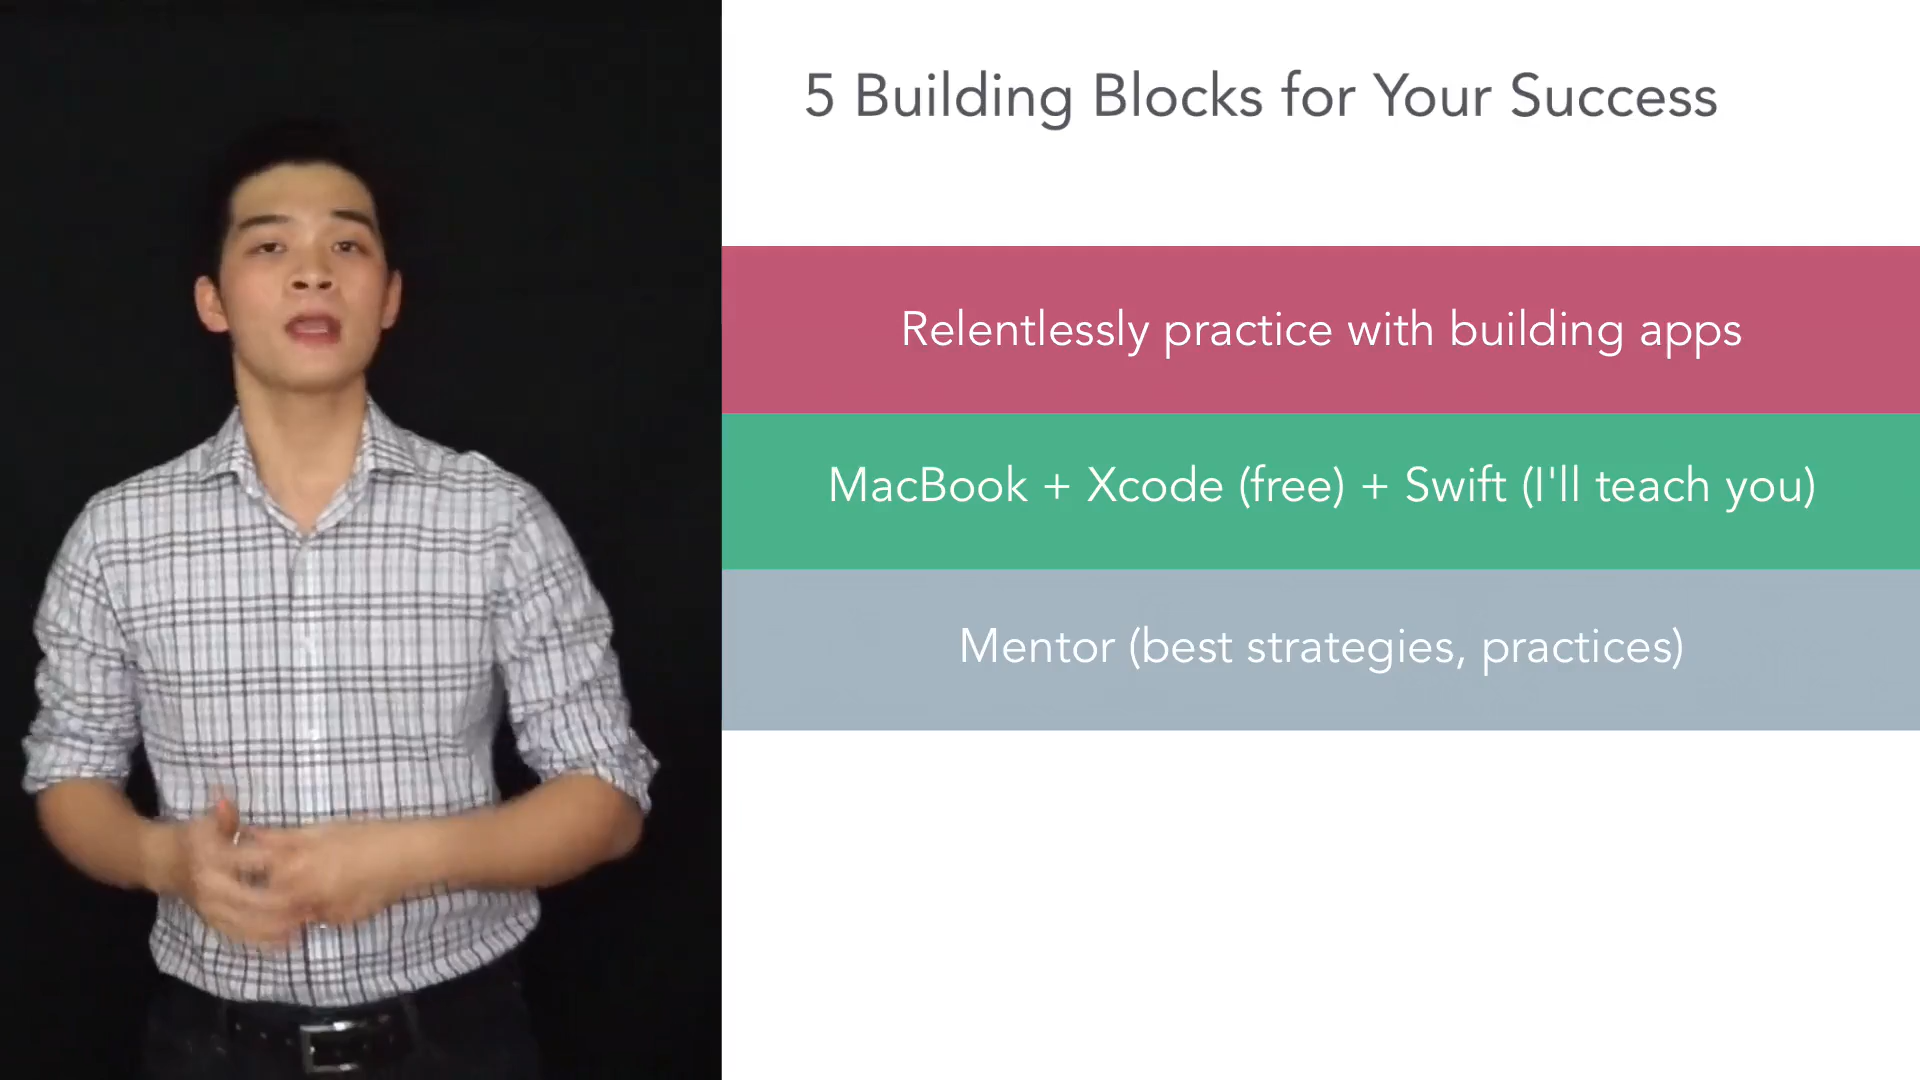 5 Building Blocks for Your Success
Relentlessly practice with building apps
MacBook + Xcode (free) + Swift (I'll teach you)
Mentor (best strategies, practices)